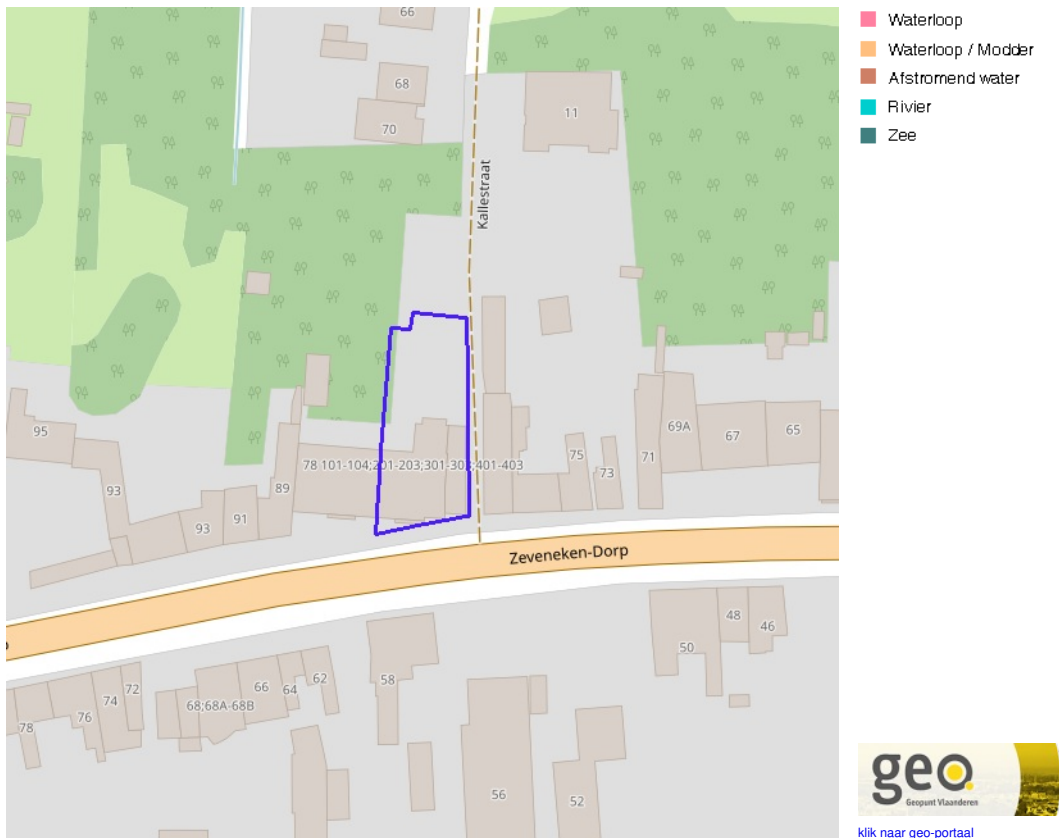 66
68
70
11
Kallestraat
95
93
93
91
89
78 101-104;201-203;301-303;401-403
75
73
71
69A
67
65
Zeveneken-Dorp
78
76
74
72
68;68A-68B
66
64
62
58
56
52
50
48
46
Waterloop
Waterloop / Modder
Afstromend water
Rivier
Zee
geo
Geopunt Vlaanderen
klik naar geo-portaal